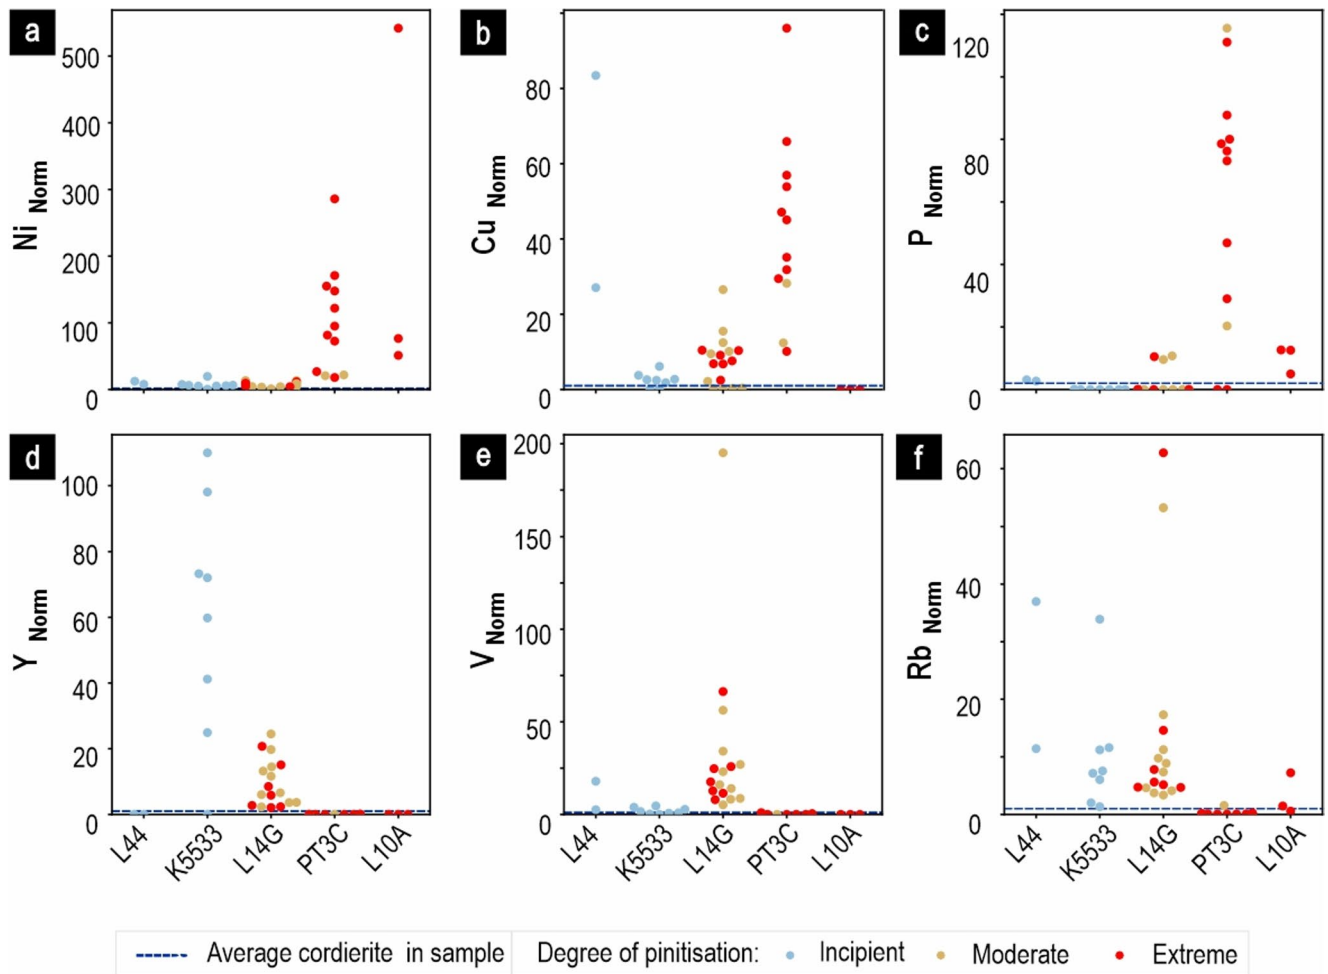 a
500
400
300
200
100
0
Ni Norm
b
80
60
40
20
0
Cu Norm
c
120
80
40
0
P Norm
d
100
80
60
40
20
0
Y Norm
L44
K5533
L14G
PT3C
L10A
e
200
150
100
50
0
V Norm
L44
K5533
L14G
PT3C
L10A
f
60
40
20
0
Rb Norm
L44
K5533
L14G
PT3C
L10A
Average cordierite in sample
Degree of pinitisation: Incipient Moderate Extreme